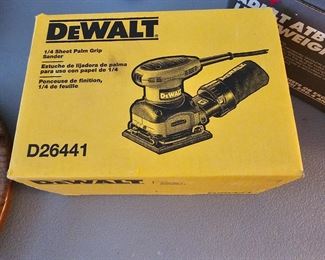 DEWALT
1/4 Sheet Palm Grip
Sander
Estuche de lijadora de palma
para uso con papel de 1/4
Ponceuse de finition,
1/4 de feuille
DEWALT
D26441
DEWALT